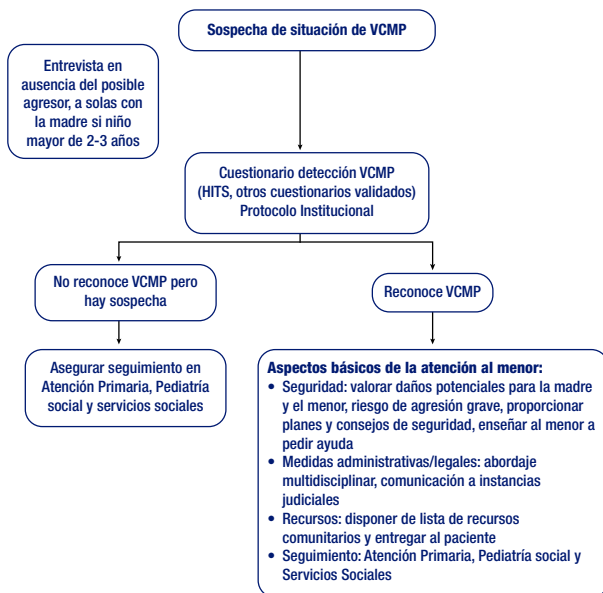 Sospecha de situación de VCMP
Entrevista en
ausencia del posible
agresor, a solas con
la madre si niño
mayor de 2-3 años
Cuestionario detección VCMP
(HITS, otros cuestionarios validados)
Protocolo Institucional
No reconoce VCMP pero
hay sospecha
Reconoce VCMP
Asegurar seguimiento en
Atención Primaria, Pediatría
social y servicios sociales
Aspectos básicos de la atención al menor:
• Seguridad: valorar daños potenciales para la madre
y el menor, riesgo de agresión grave, proporcionar
planes y consejos de seguridad, enseñar al menor a
pedir ayuda
• Medidas administrativas/legales: abordaje
multidisciplinar, comunicación a instancias
judiciales
• Recursos: disponer de lista de recursos
comunitarios y entregar al paciente
• Seguimiento: Atención Primaria, Pediatría social y
Servicios Sociales